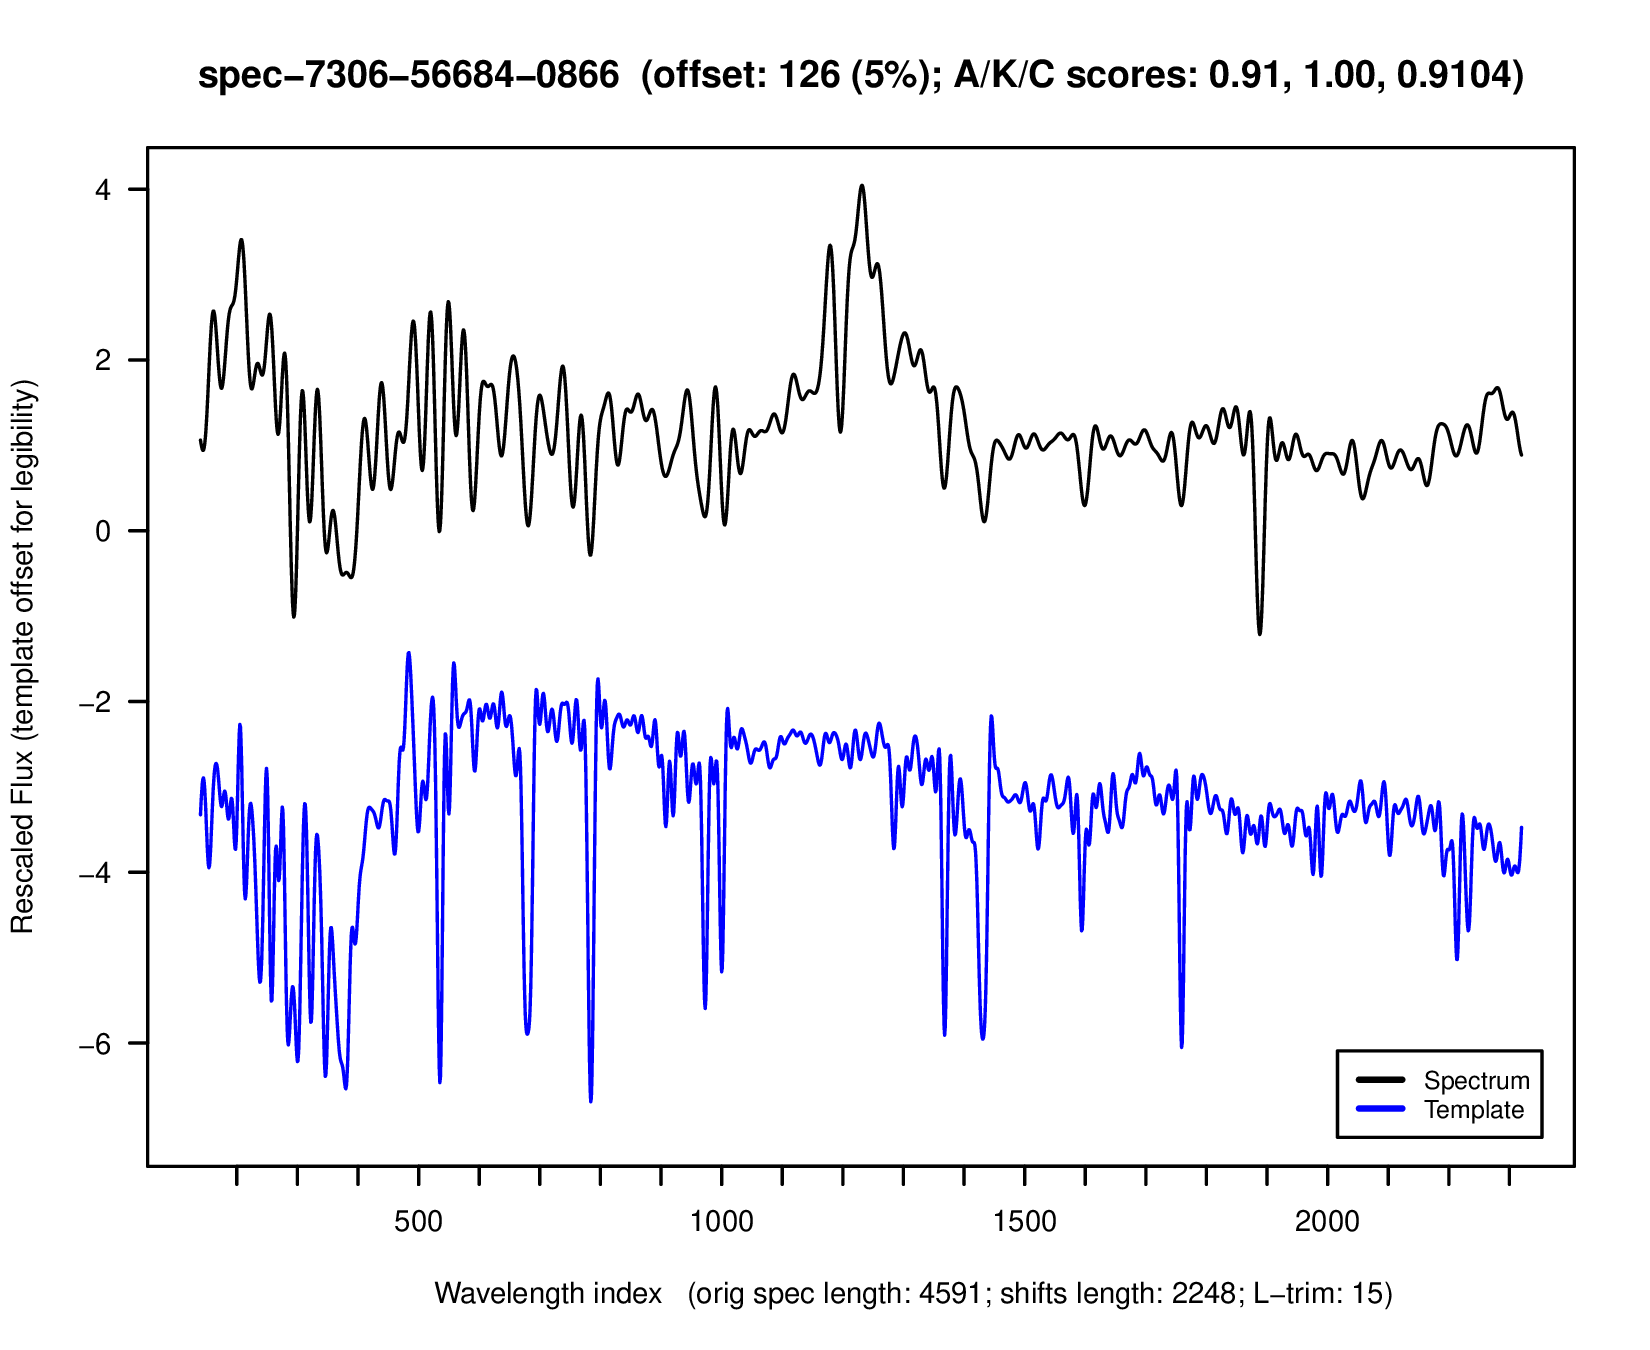 spec−7306−56684−0866  (offset: 126 (5%); A/K/C scores: 0.91, 1.00, 0.9104)
Rescaled Flux (template offset for legibility)
4
2
0
−2
−4
−6
Spectrum
Template
500
1000
1500
2000
Wavelength index   (orig spec length: 4591; shifts length: 2248; L−trim: 15)